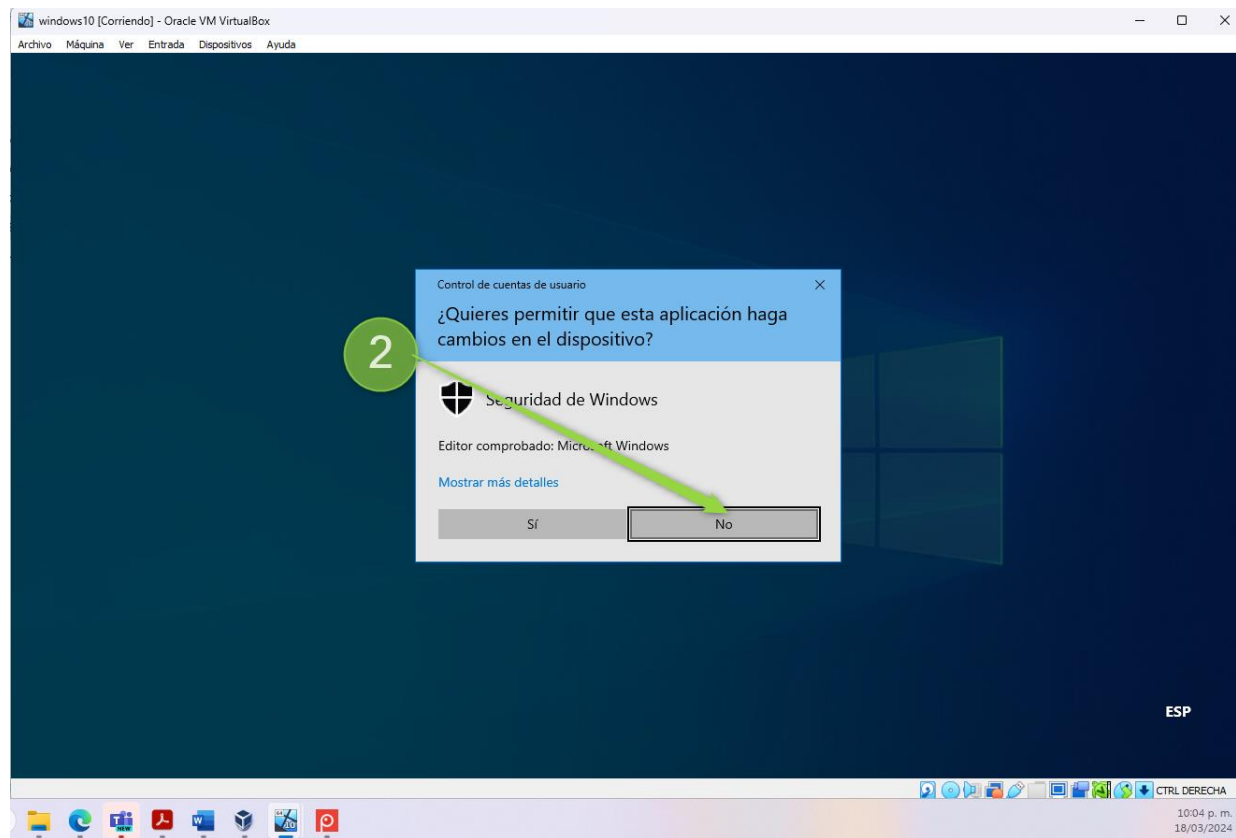 windows10 [Corriendo] - Oracle VM VirtualBox
Archivo Máquina Ver Entrada Dispositivos Ayuda
Control de cuentas de usuario
¿Quieres permitir que esta aplicación haga
cambios en el dispositivo?
2
Seguridad de Windows
Editor comprobado: Microsoft Windows
Mostrar más detalles
Sí No
ESP
CTRL DERECHA
10:04 p. m.
18/03/2024